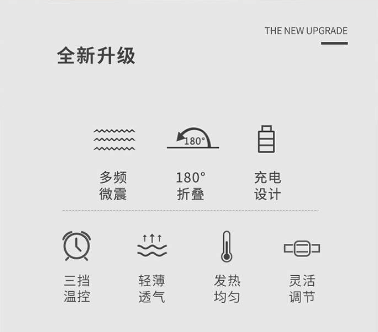 THE NEW UPGRADE
全新升级
180°
多频 180° 充电
微震 折叠 设计
三挡 轻薄 发热 灵活
温控 透气 均匀 调节